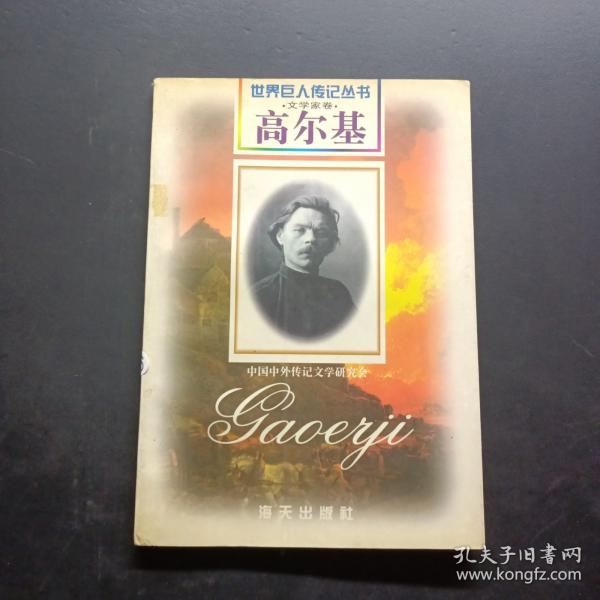 世界巨人传记丛书
·文学家卷·
高尔基
中国中外传记文学研究会
Gaoerji
海天出版社
孔夫子旧书网
www.kongfz.com